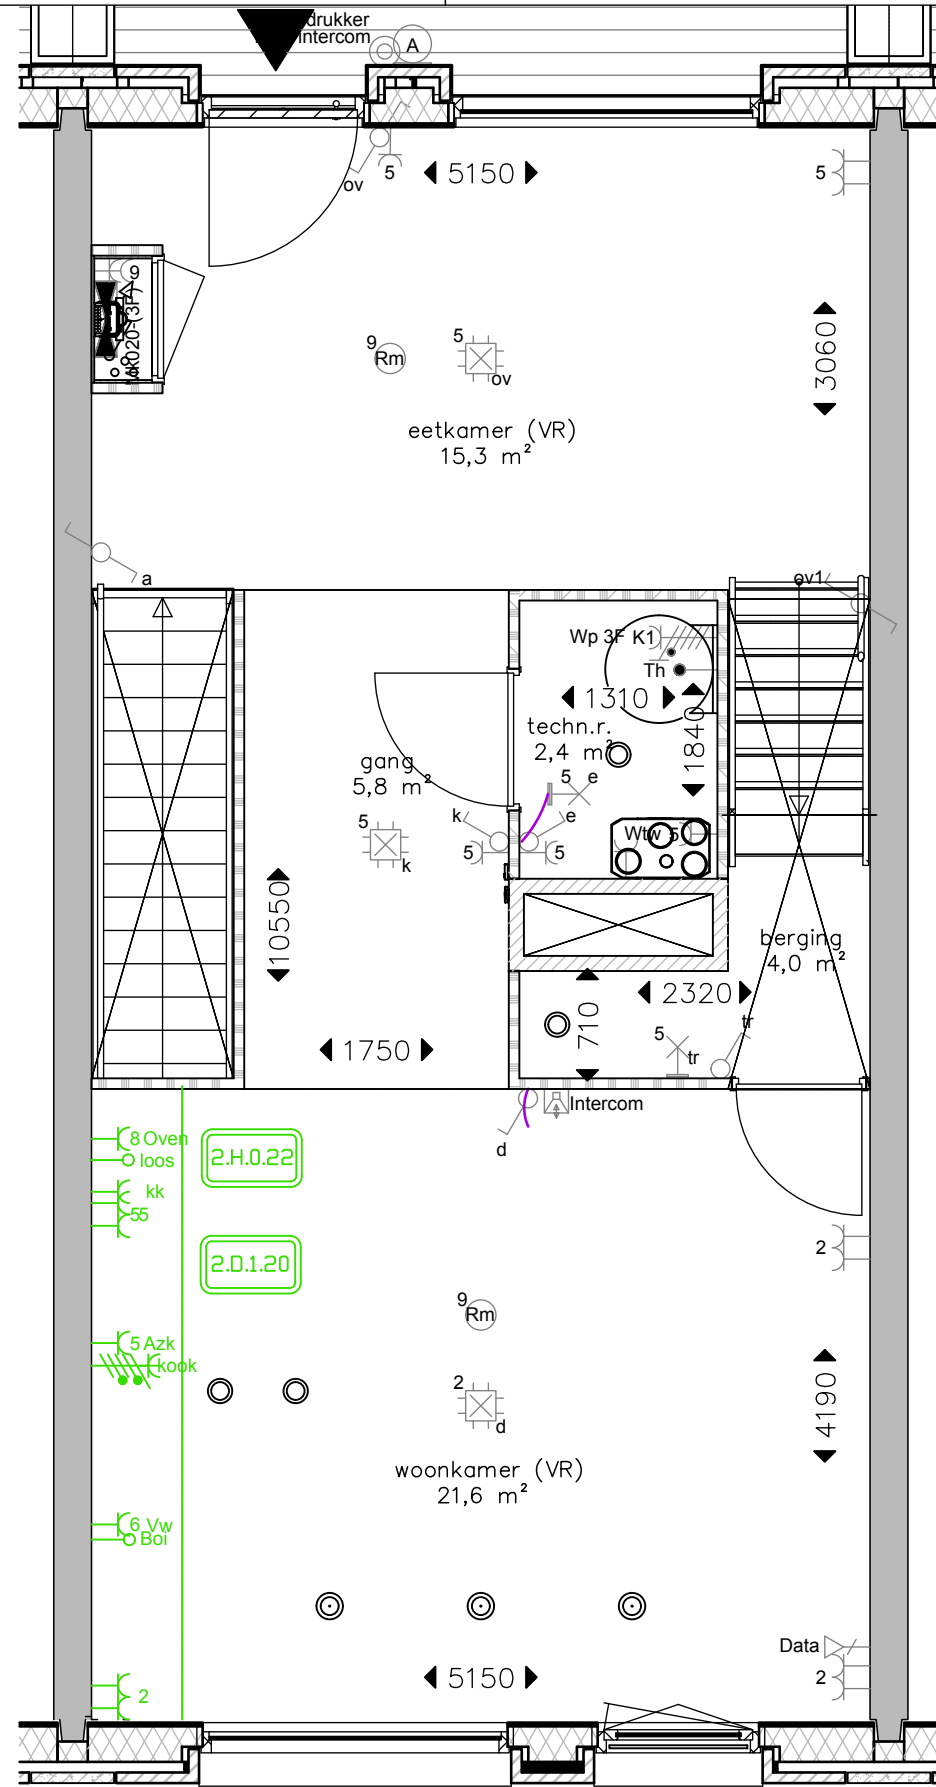 drukker
Intercom
A
ov
5
5150
5
9
Mk020-(3F)
3060
9
Rm
5
ov
eetkamer (VR)
15,3 m²
a
ov1
Wp 3F K1
Th
1310
techn.r.
2,4 m²
1840
gang
5,8 m²
5 e
k
e
5
k
5
5
Wtw 5
10550
berging
4,0 m²
2320
710
1750
5
tr
tr
Intercom
d
8 Oven
loos
kk
55
2.H.0.22
2.D.1.20
2
9
Rm
5 Azk
kook
2
d
4190
woonkamer (VR)
21,6 m²
6 Vw
Boi
Data
2
5150
2